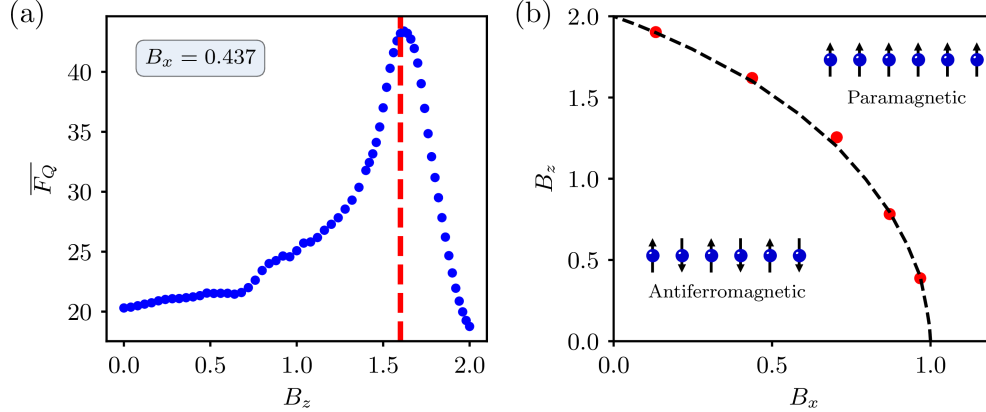 (a)
B_x = 0.437
\overline{F_Q}
40
35
30
25
20
0.0 0.5 1.0 1.5 2.0
B_z
(b)
B_z
2.0
1.5
1.0
0.5
0.0
Paramagnetic
Antiferromagnetic
0.0 0.5 1.0
B_x